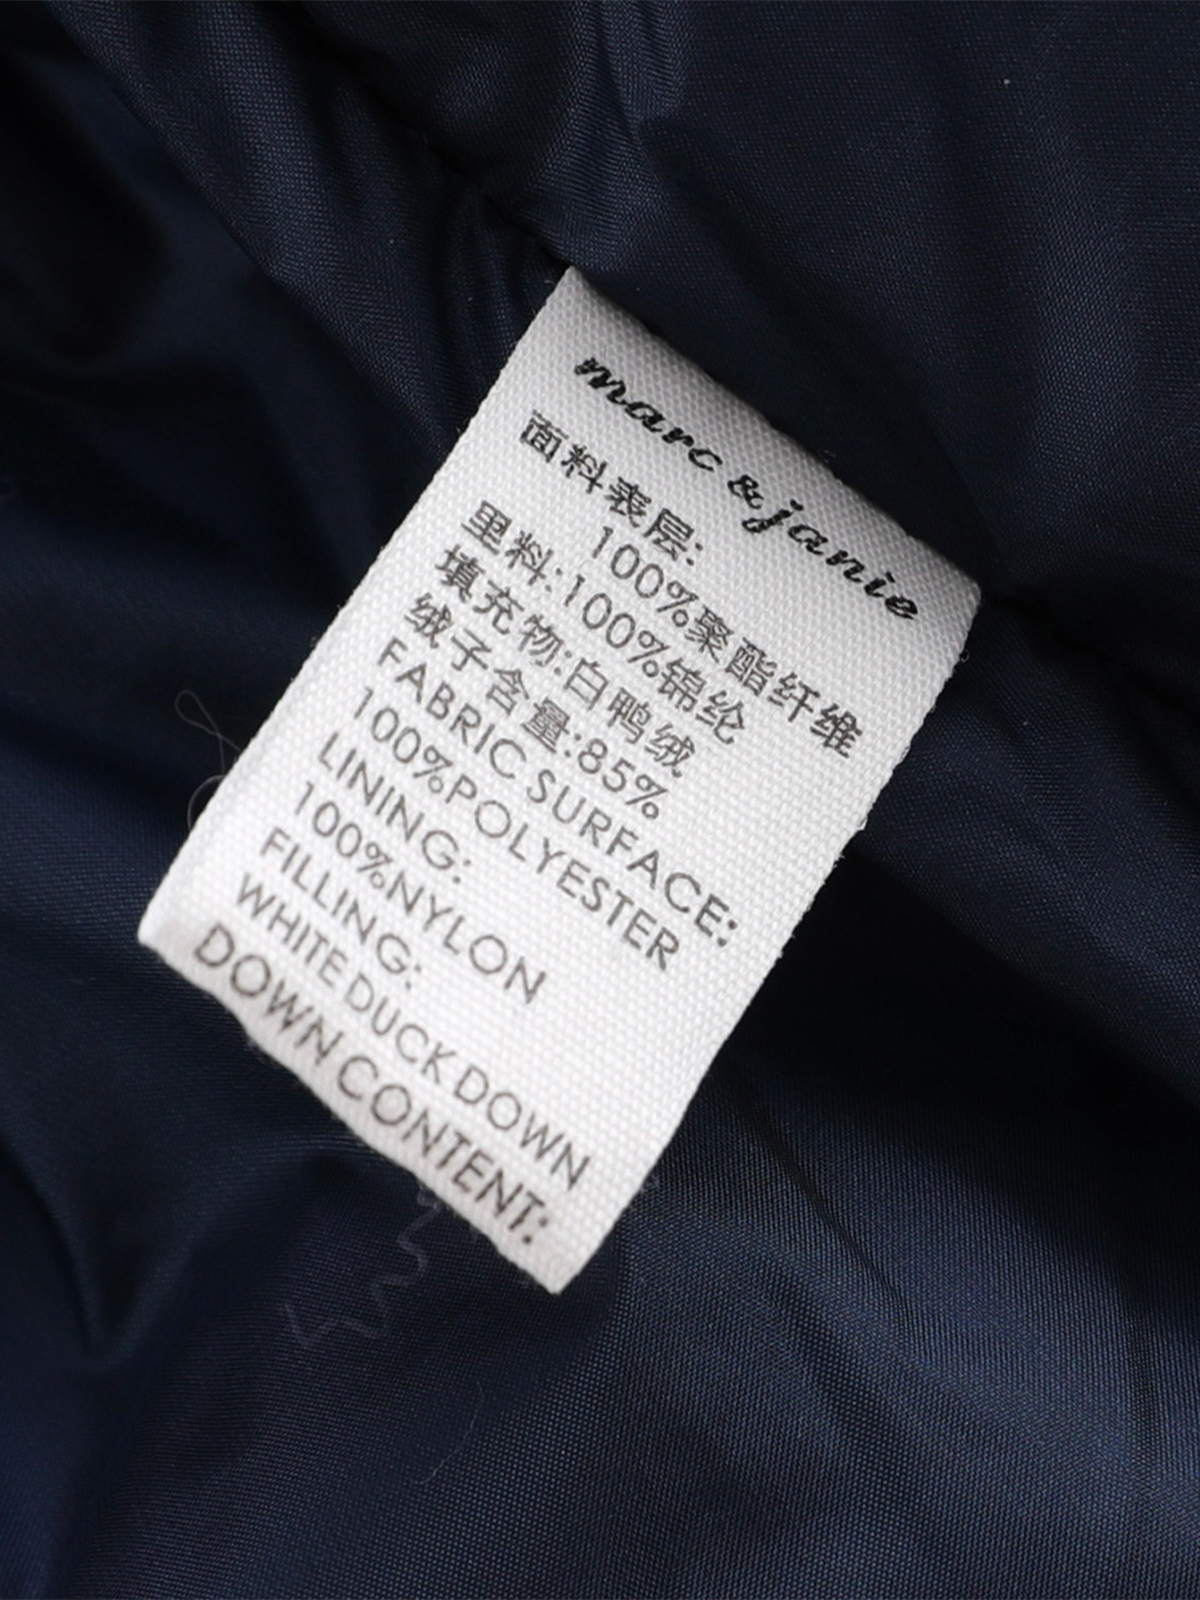 marc & janie
面料表层:
100%聚酯纤维
里料:100%锦纶
填充物:白鸭绒
绒子含量:85%
FABRIC SURFACE:
100%POLYESTER
LINING:
100%NYLON
FILLING:
WHITE DUCK DOWN
DOWN CONTENT: